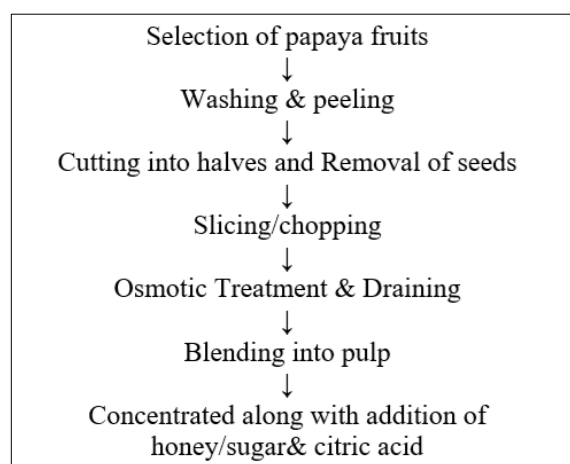 Selection of papaya fruits
↓
Washing & peeling
↓
Cutting into halves and Removal of seeds
↓
Slicing/chopping
↓
Osmotic Treatment & Draining
↓
Blending into pulp
↓
Concentrated along with addition of
honey/sugar& citric acid